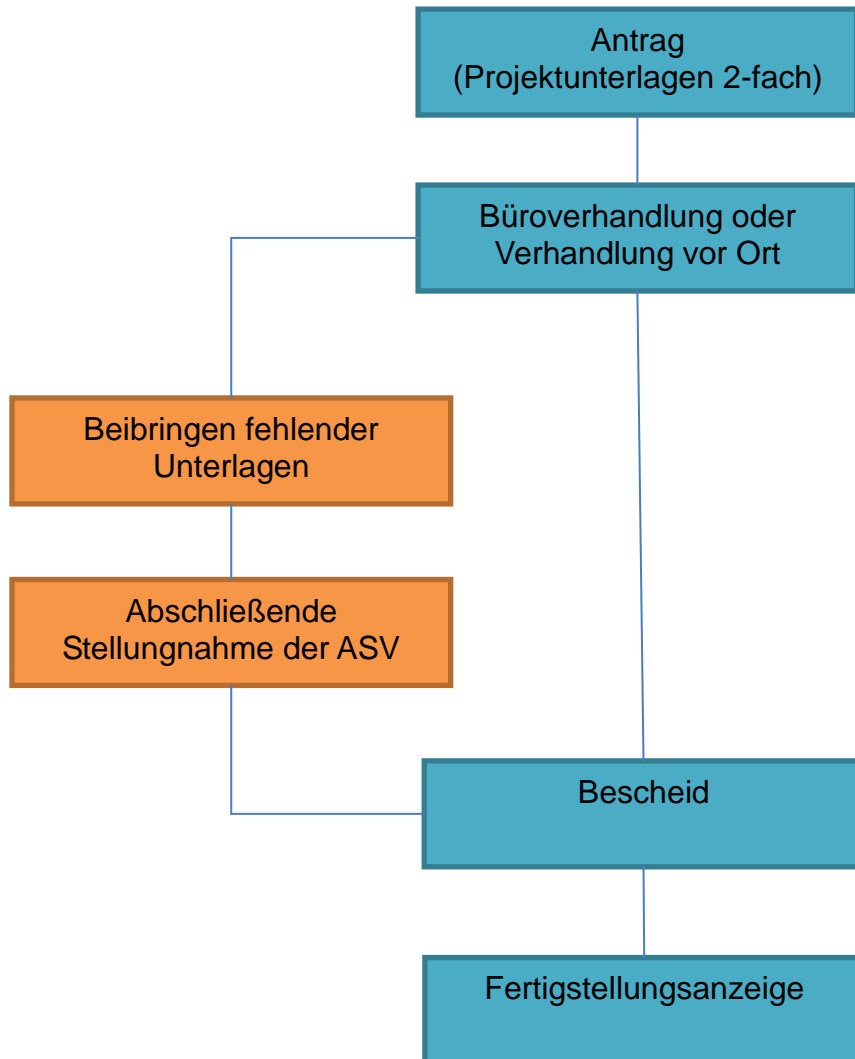 Antrag
(Projektunterlagen 2-fach)
Büroverhandlung oder
Verhandlung vor Ort
Beibringen fehlender
Unterlagen
Abschließende
Stellungnahme der ASV
Bescheid
Fertigstellungsanzeige